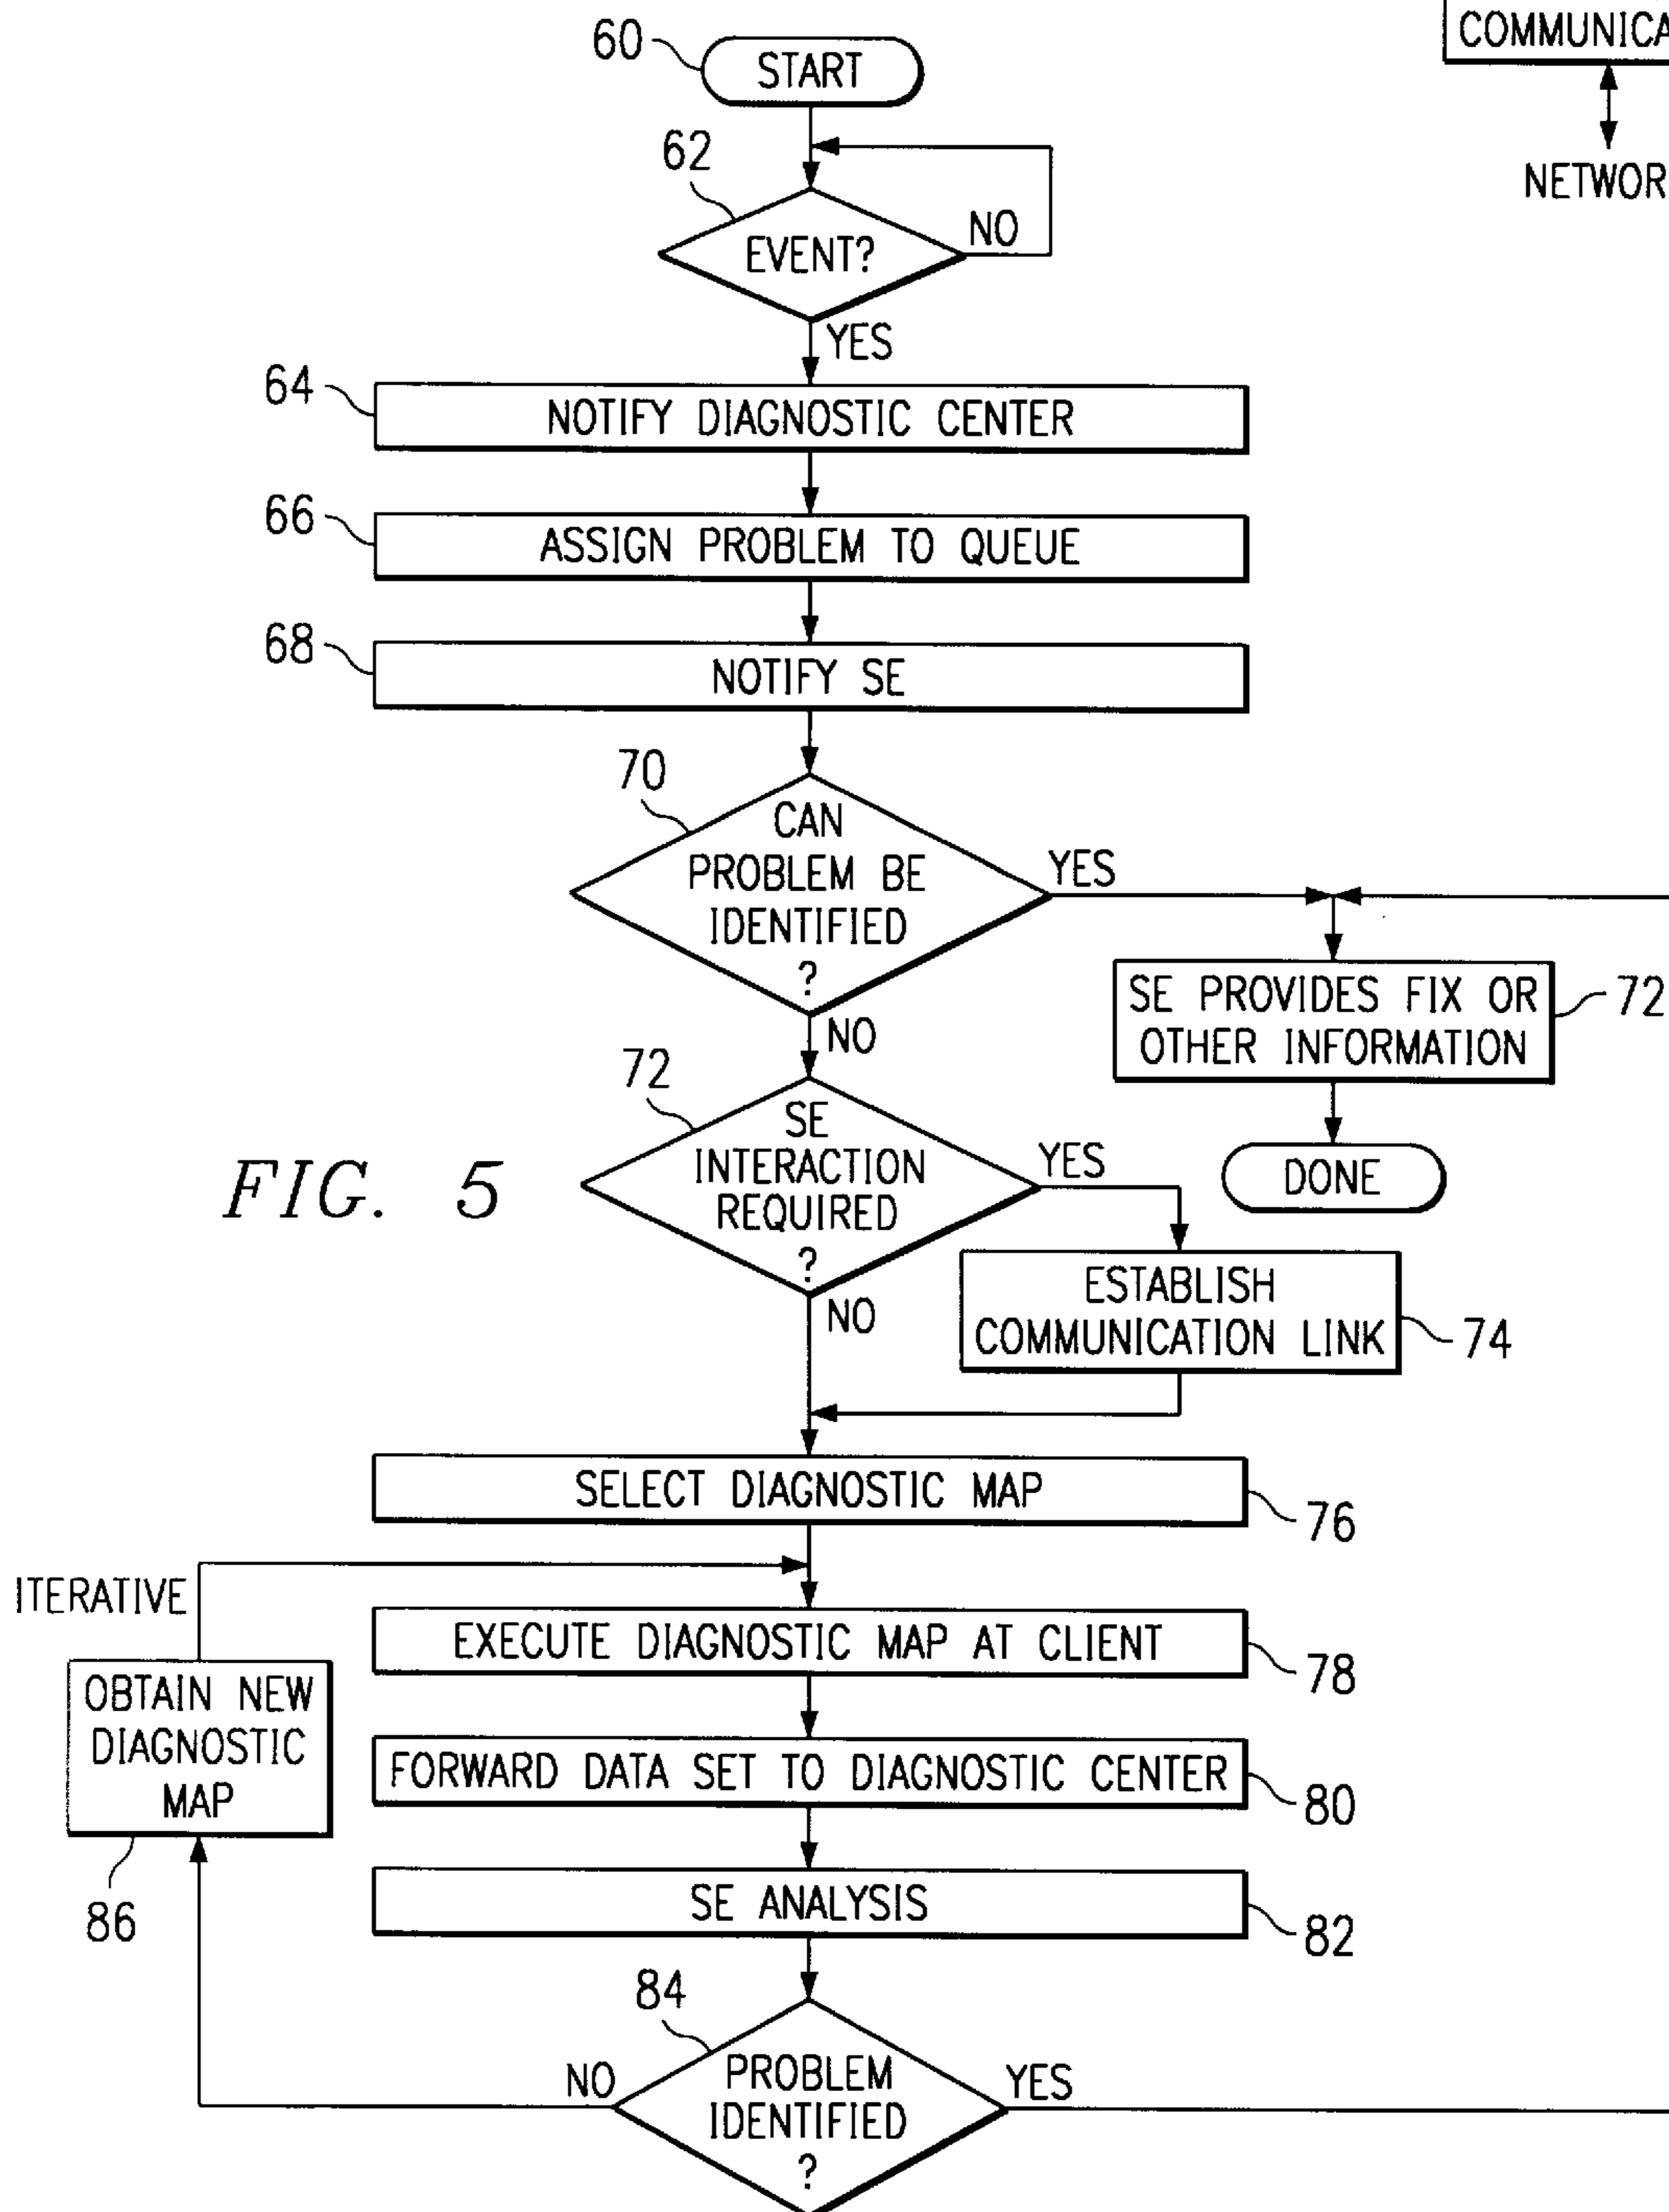 COMMUNICA
NETWOR
60
START
62
EVENT?
NO
YES
64
NOTIFY DIAGNOSTIC CENTER
66
ASSIGN PROBLEM TO QUEUE
68
NOTIFY SE
70
CAN
PROBLEM BE
IDENTIFIED
?
YES
NO
SE PROVIDES FIX OR
OTHER INFORMATION
72
DONE
72
SE
INTERACTION
REQUIRED
?
YES
NO
FIG. 5
ESTABLISH
COMMUNICATION LINK
74
SELECT DIAGNOSTIC MAP
76
ITERATIVE
EXECUTE DIAGNOSTIC MAP AT CLIENT
78
OBTAIN NEW
DIAGNOSTIC
MAP
86
FORWARD DATA SET TO DIAGNOSTIC CENTER
80
SE ANALYSIS
82
84
PROBLEM
IDENTIFIED
?
NO
YES